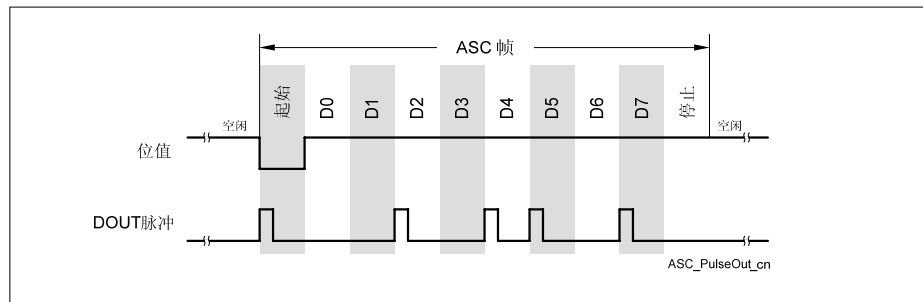 ASC 帧
起始 D0 D1 D2 D3 D4 D5 D6 D7 停止
空闲 空闲
位值
DOUT脉冲
ASC_PulseOut_cn